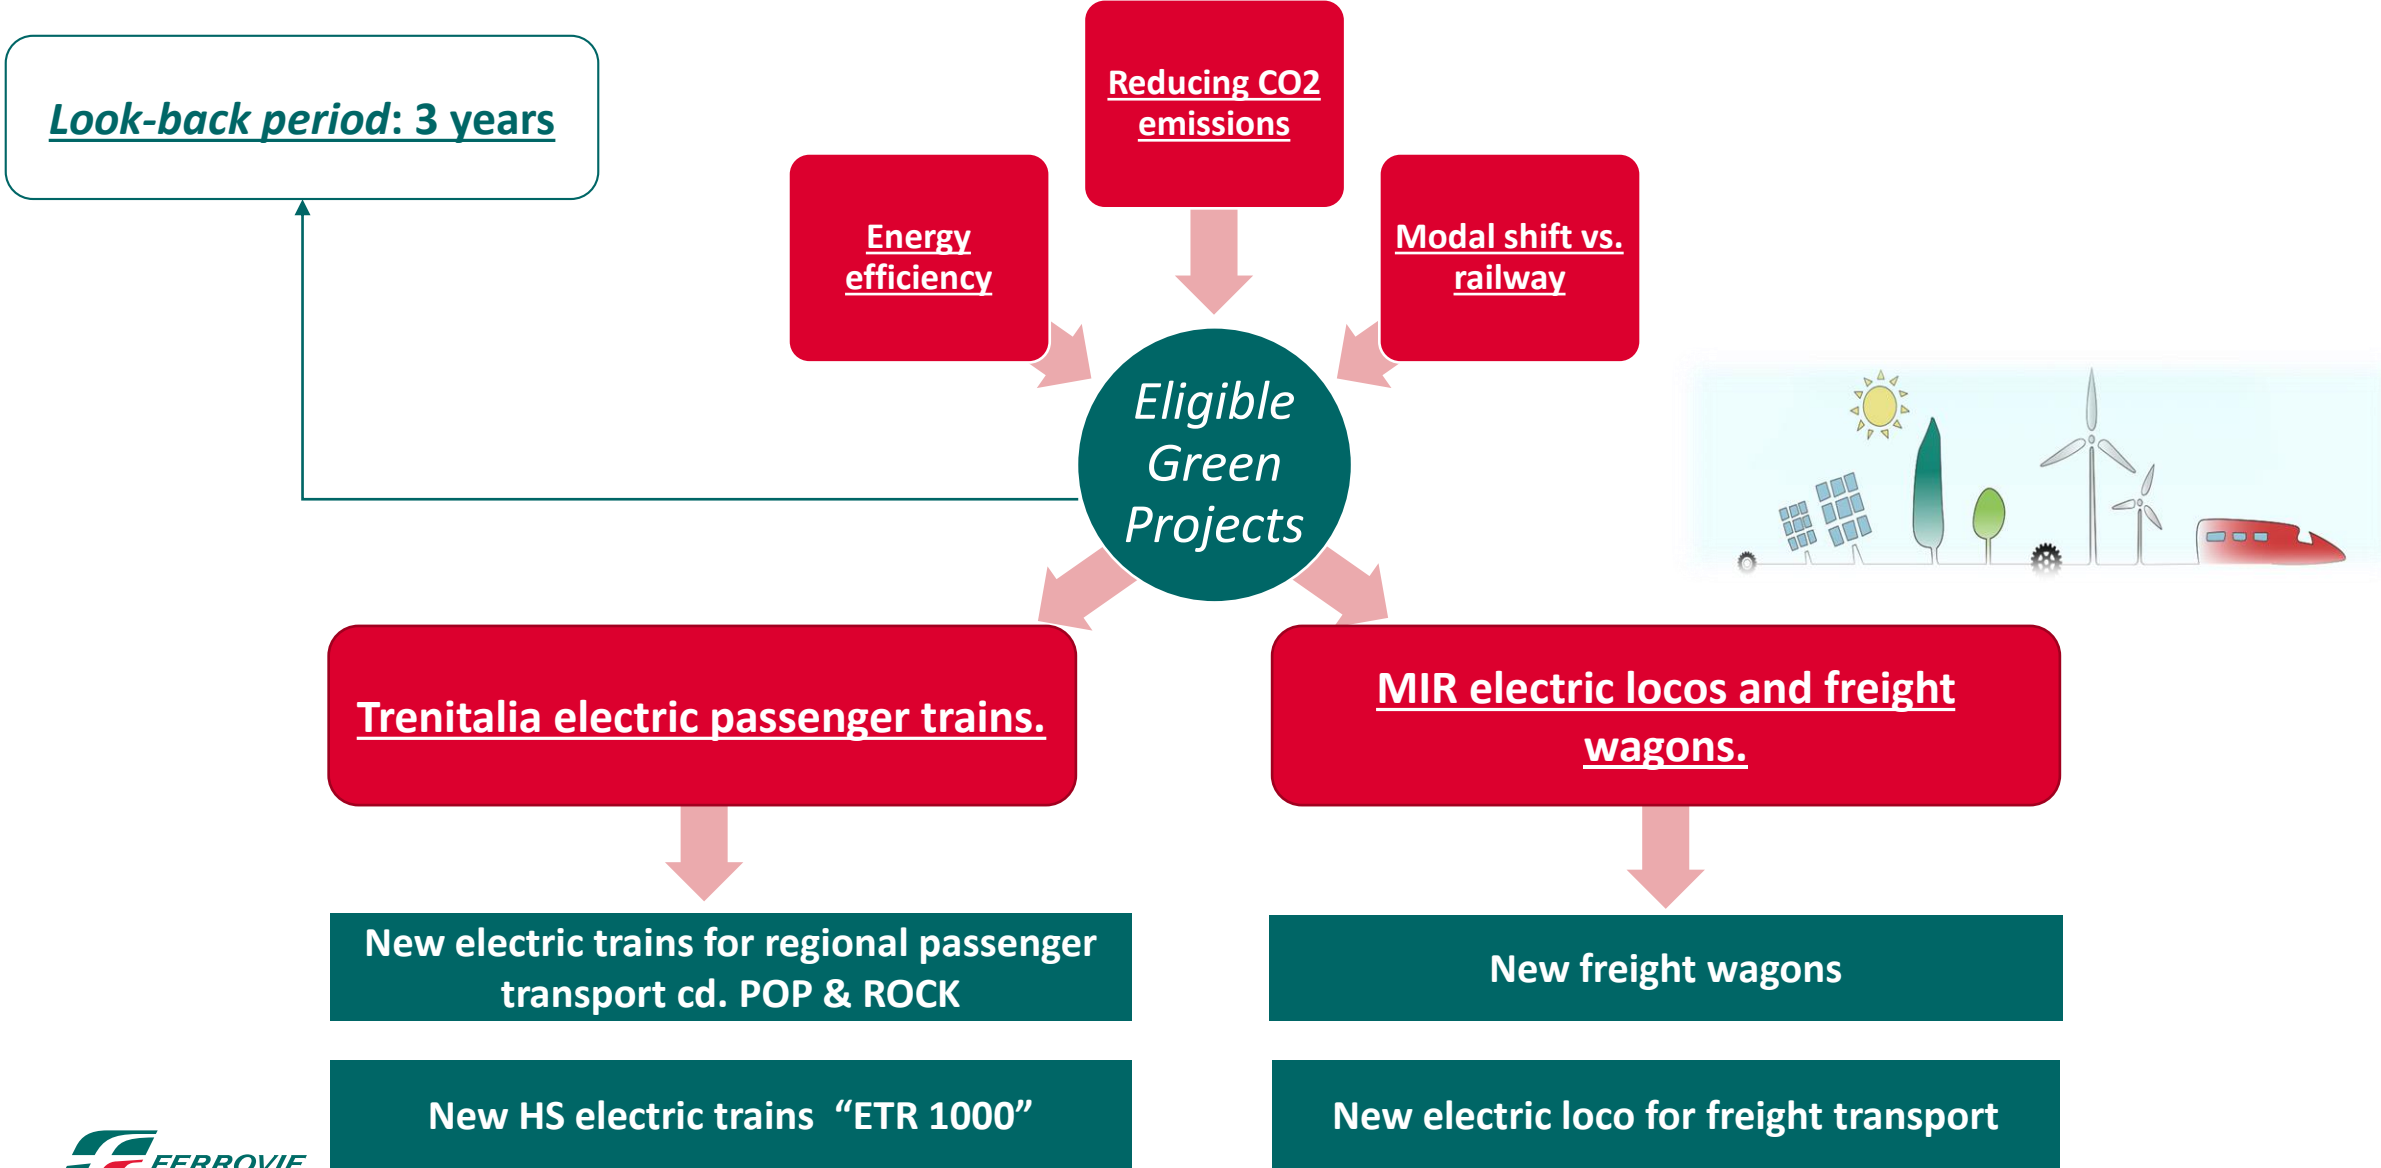 Look-back period: 3 years
Reducing CO2
emissions
Energy
efficiency
Modal shift vs.
railway
Eligible
Green
Projects
Trenitalia electric passenger trains.
MIR electric locos and freight
wagons.
New electric trains for regional passenger
transport cd. POP & ROCK
New freight wagons
New HS electric trains “ETR 1000”
New electric loco for freight transport
FERROVIE